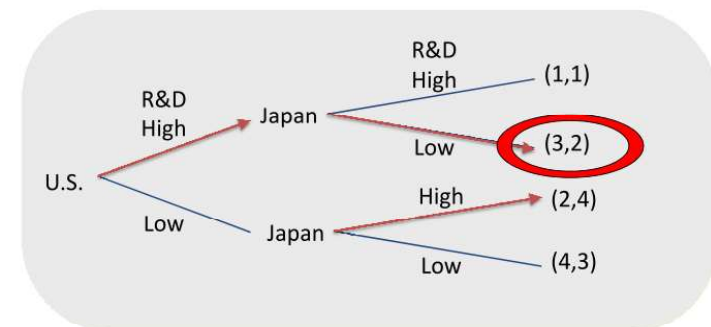 R&D
High
(1,1)
R&D
High
Japan
Low
(3,2)
U.S.
High
(2,4)
Low
Japan
Low
(4,3)